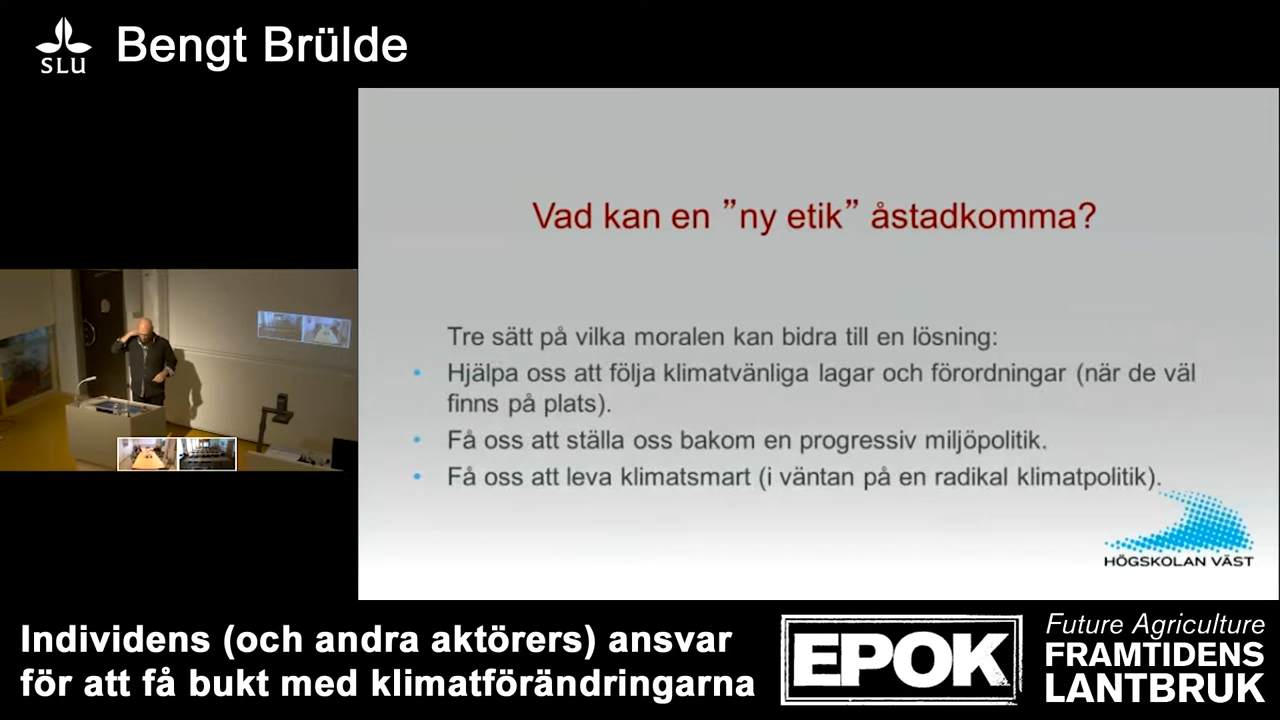 SLU
Bengt Brülde
Vad kan en ”ny etik” åstadkomma?
Tre sätt på vilka moralen kan bidra till en lösning:
• Hjälpa oss att följa klimatvänliga lagar och förordningar (när de väl
finns på plats).
• Få oss att ställa oss bakom en progressiv miljöpolitik.
• Få oss att leva klimatsmart (i väntan på en radikal klimatpolitik).
HÖGSKOLAN VÄST
Individens (och andra aktörers) ansvar
för att få bukt med klimatförändringarna
EPOK
Future Agriculture
FRAMTIDENS
LANTBRUK